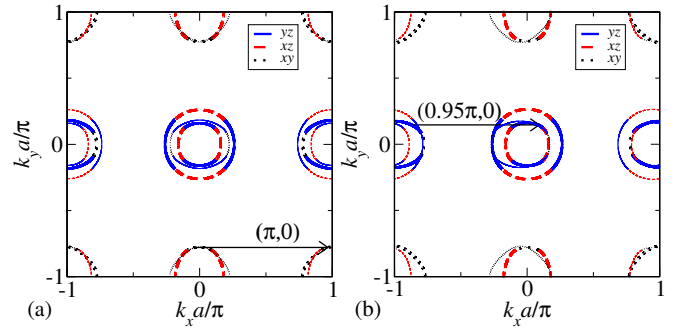 yz
xz
xy
1
0
-1
k_y a/π
(π,0)
-1
0
1
k_x a/π
(a)
yz
xz
xy
1
0
-1
k_y a/π
(0.95π,0)
-1
0
1
k_x a/π
(b)